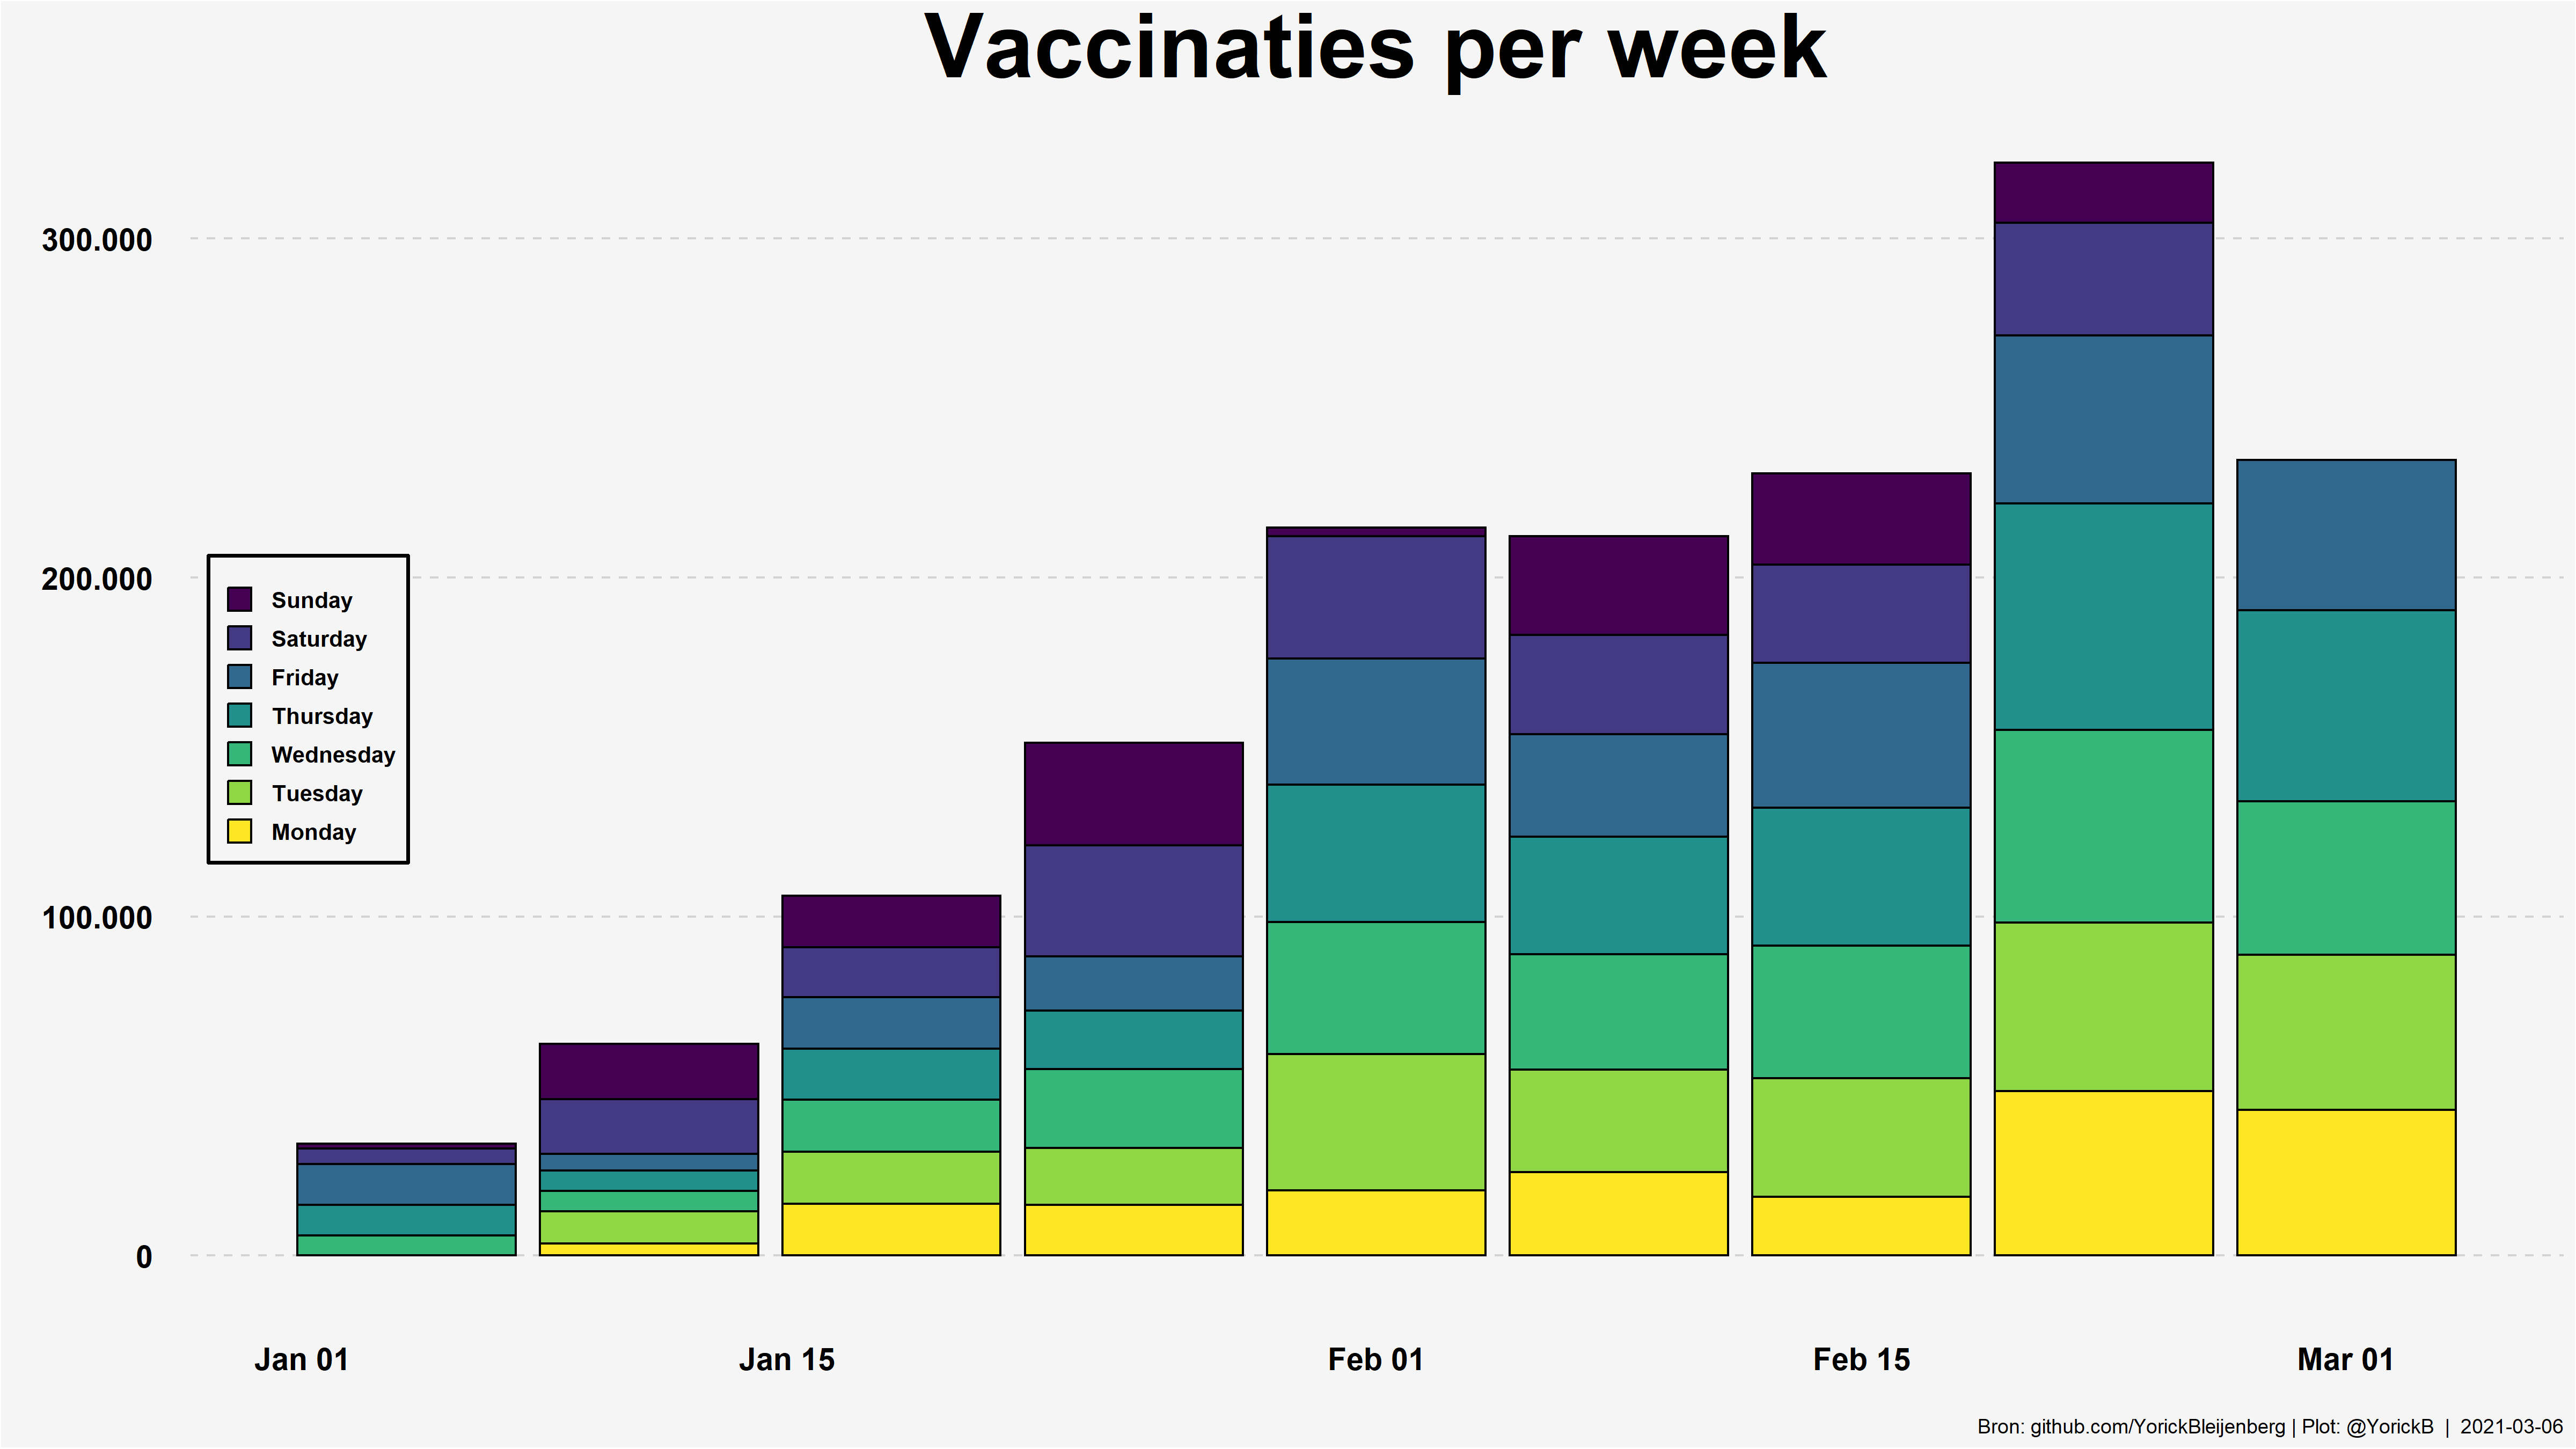 Vaccinaties per week
300.000
200.000
100.000
0
Sunday
Saturday
Friday
Thursday
Wednesday
Tuesday
Monday
Jan 01
Jan 15
Feb 01
Feb 15
Mar 01
Bron: github.com/YorickBleijenberg | Plot: @YorickB | 2021-03-06